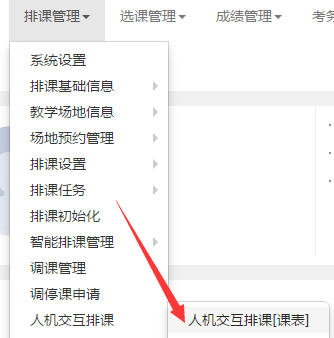 排课管理 选课管理 成绩管理 考务
系统设置
排课基础信息
教学场地信息
场地预约管理
排课设置
排课任务
排课初始化
智能排课管理
调课管理
调停课申请
人机交互排课
人机交互排课[课表]